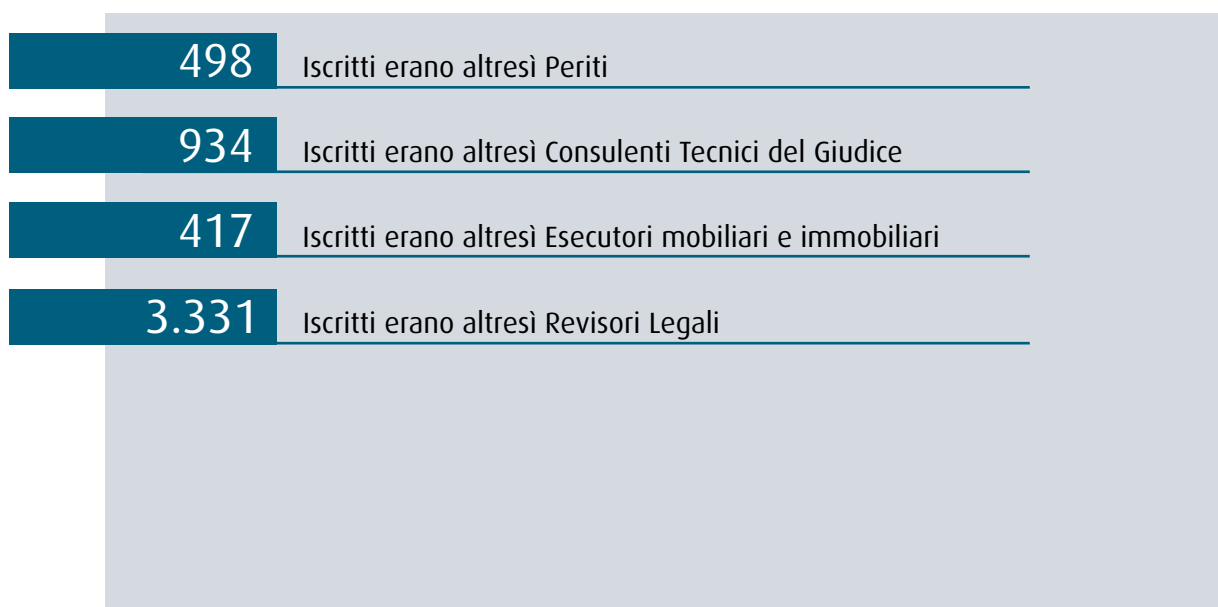 498 Iscritti erano altresì Periti
934 Iscritti erano altresì Consulenti Tecnici del Giudice
417 Iscritti erano altresì Esecutori mobiliari e immobiliari
3.331 Iscritti erano altresì Revisori Legali